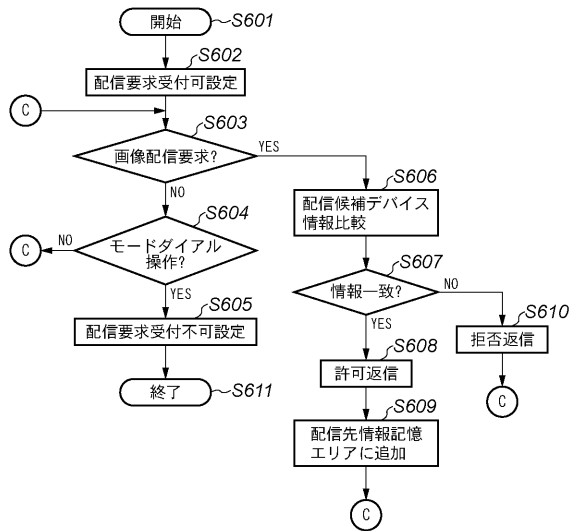 開始
S601
S602
配信要求受付可設定
C
S603
画像配信要求?
YES
NO
S604
モードダイアル
操作?
NO
C
YES
S605
配信要求受付不可設定
終了
S611
S606
配信候補デバイス
情報比較
S607
情報一致?
NO
YES
S610
拒否返信
C
S608
許可返信
S609
配信先情報記憶
エリアに追加
C